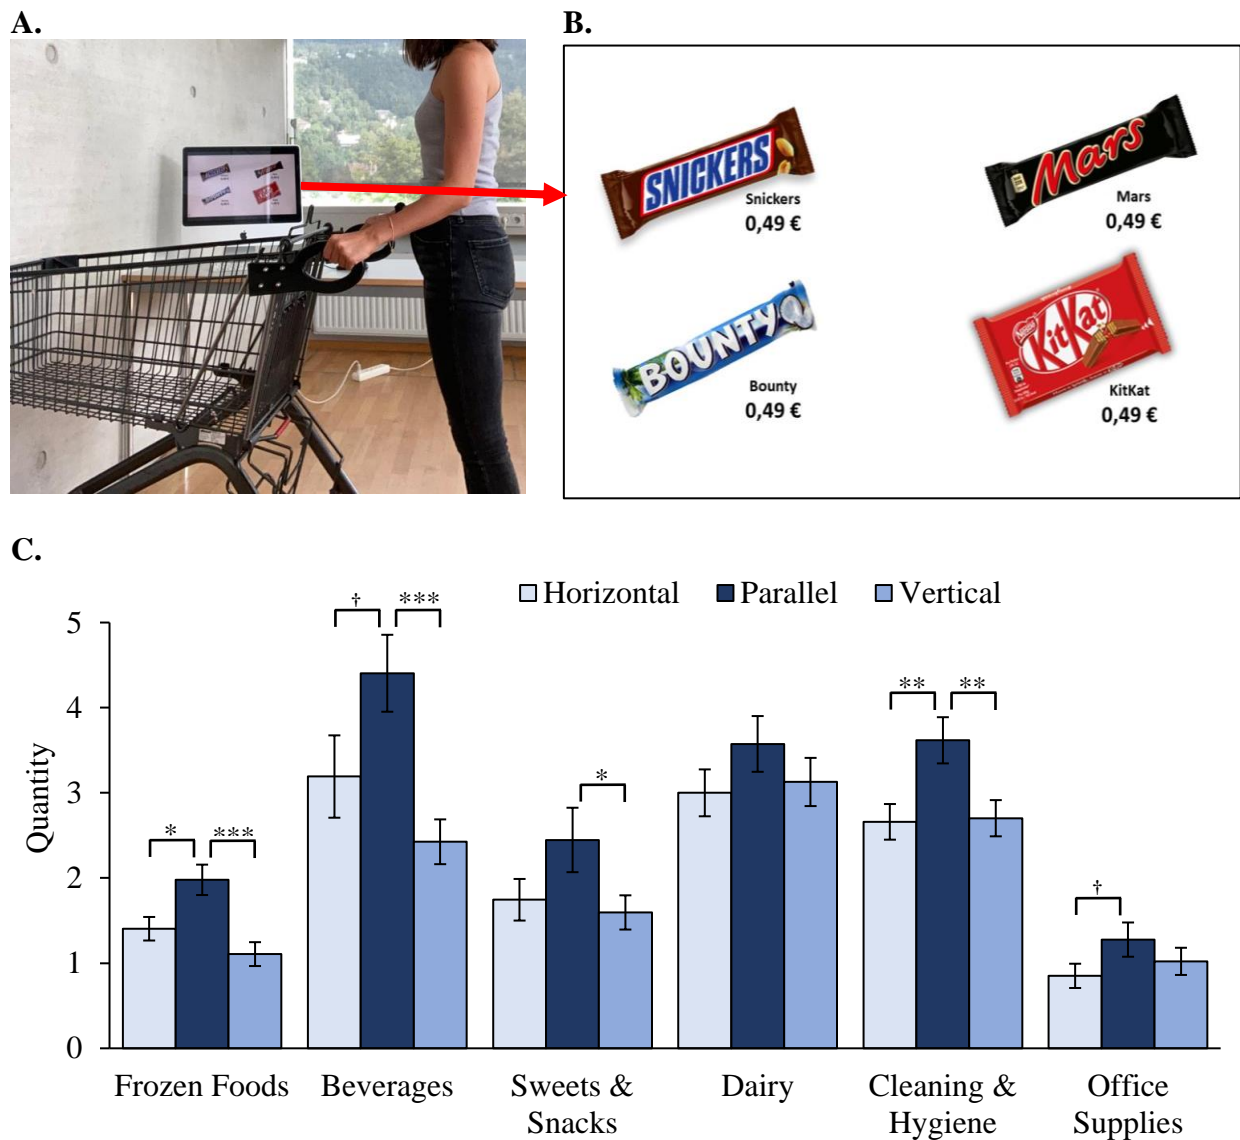 A.
B.
SNICKERS
Snickers
0,49 €
Mars
Mars
0,49 €
BOUNTY
Bounty
0,49 €
Nestlé
KitKat
KitKat
0,49 €
C.
Horizontal Parallel Vertical
Quantity
5
4
3
2
1
0
* ***
† ***
*
** **
†
Frozen Foods
Beverages
Sweets &
Snacks
Dairy
Cleaning &
Hygiene
Office
Supplies